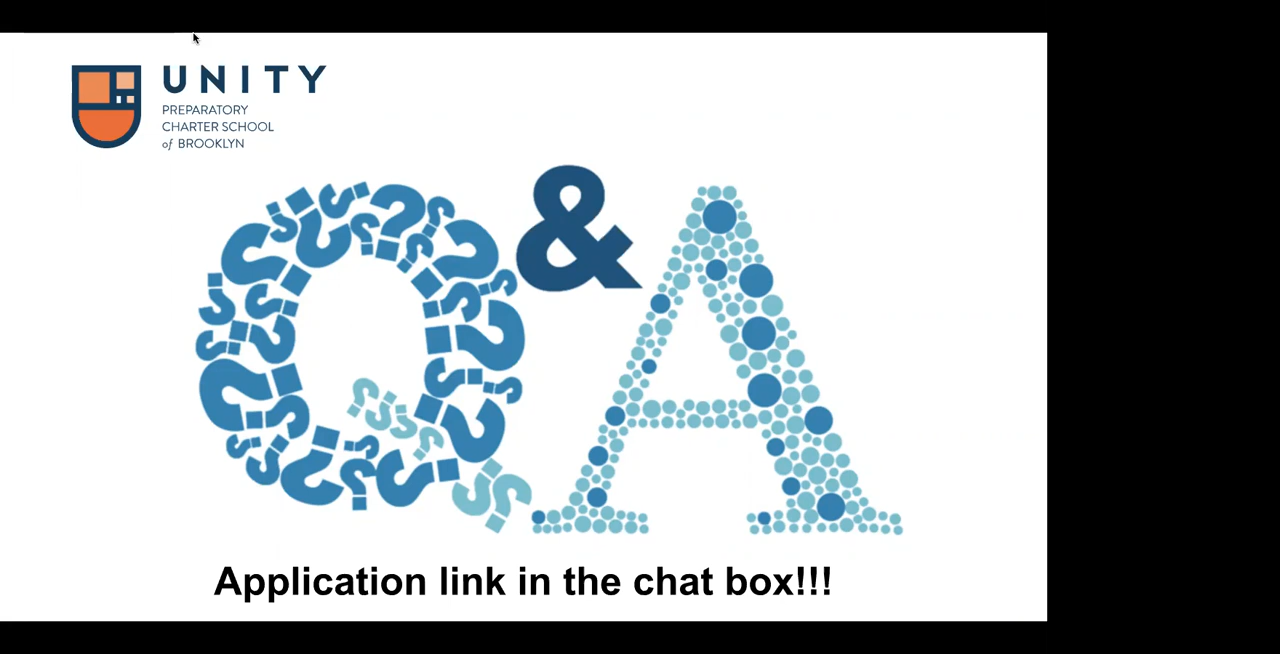 UNITY
PREPARATORY
CHARTER SCHOOL
of BROOKLYN
Q&A
Application link in the chat box!!!